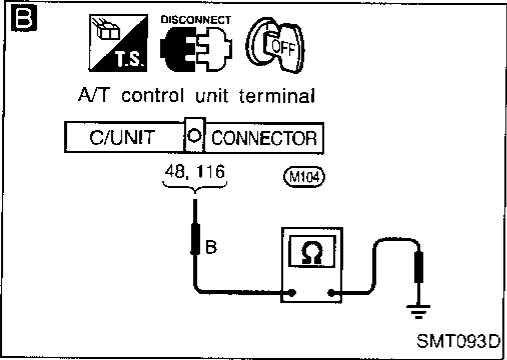 B
DISCONNECT
T.S.
OFF
A/T control unit terminal
C/UNIT CONNECTOR
48, 116
M104
B
Ω
SMT093D